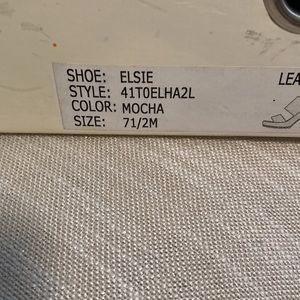 SHOE: ELSIE LEA
STYLE: 41T0ELHA2L
COLOR: MOCHA
SIZE: 71/2M